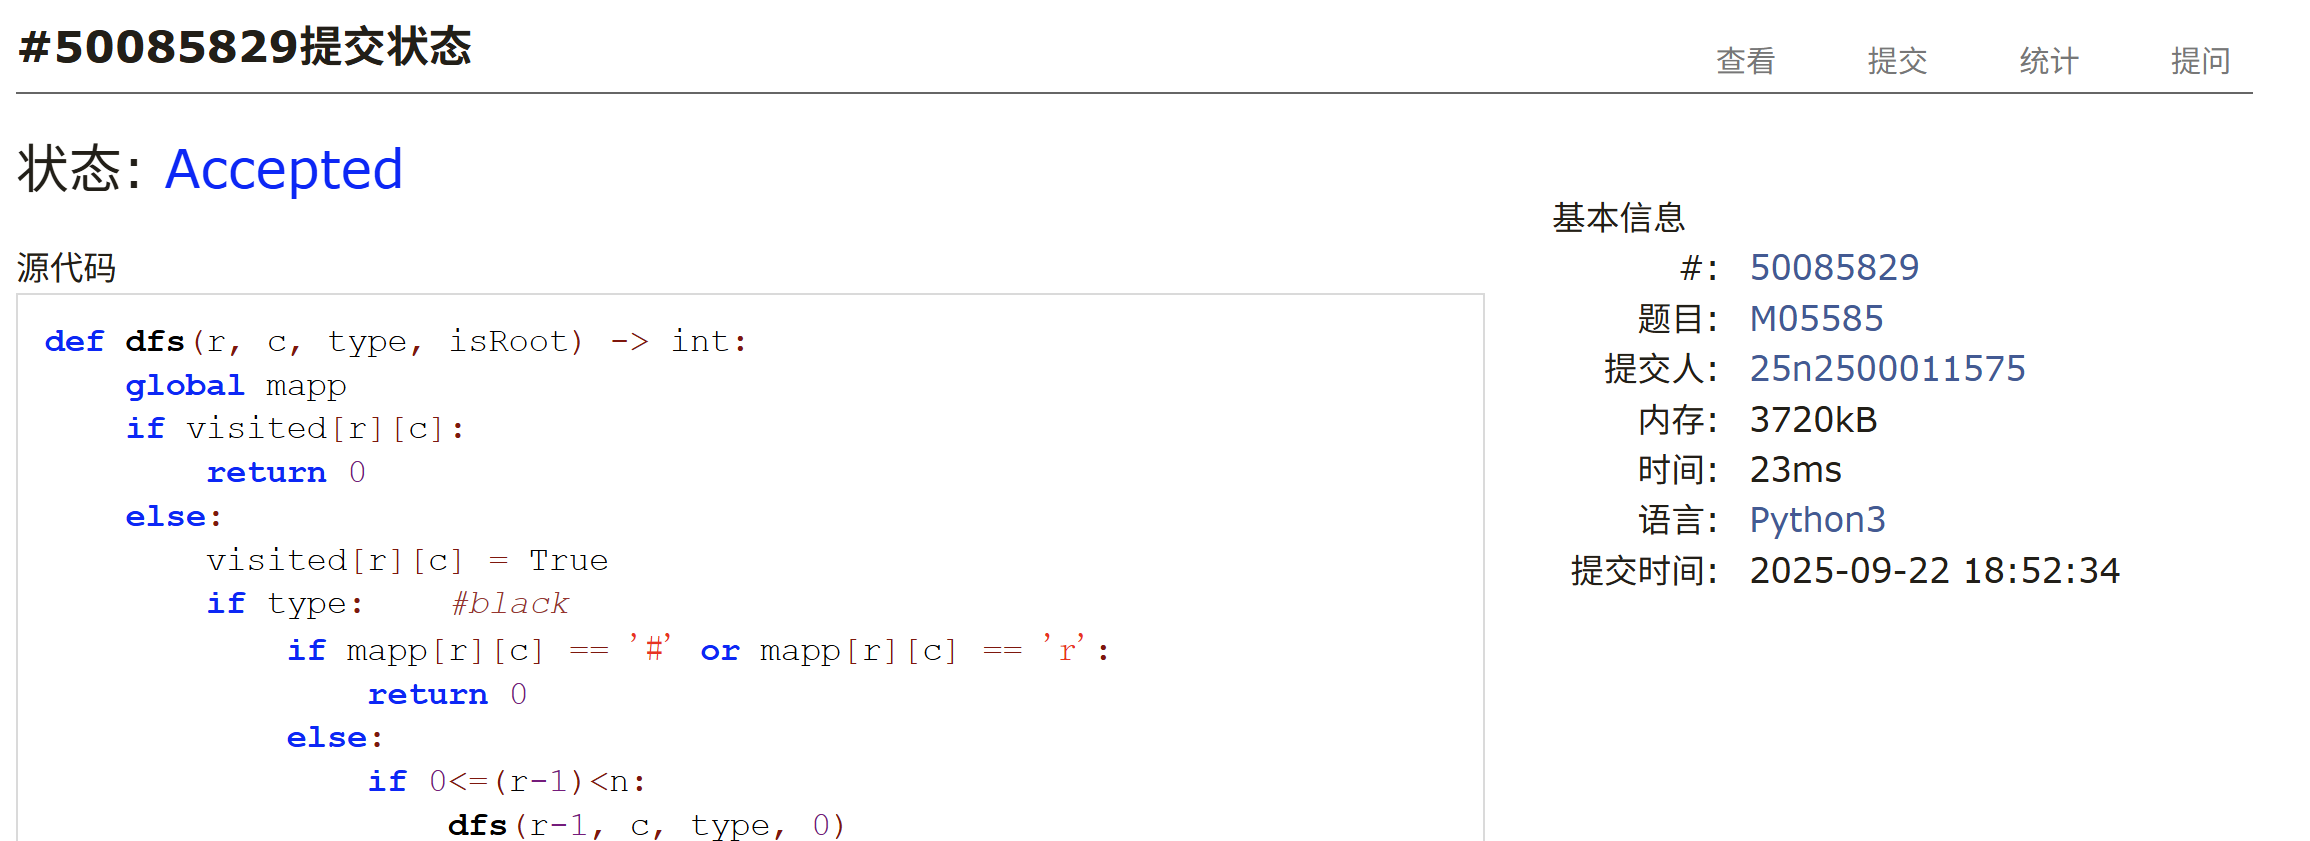 #50085829提交状态
查看 提交 统计 提问
状态: Accepted
源代码
def dfs(r, c, type, isRoot) -> int:
    global mapp
    if visited[r][c]:
        return 0
    else:
        visited[r][c] = True
        if type:    #black
            if mapp[r][c] == '#' or mapp[r][c] == 'r':
                return 0
            else:
                if 0<=(r-1)<n:
                    dfs(r-1, c, type, 0)
基本信息
#: 50085829
题目: M05585
提交人: 25n2500011575
内存: 3720kB
时间: 23ms
语言: Python3
提交时间: 2025-09-22 18:52:34